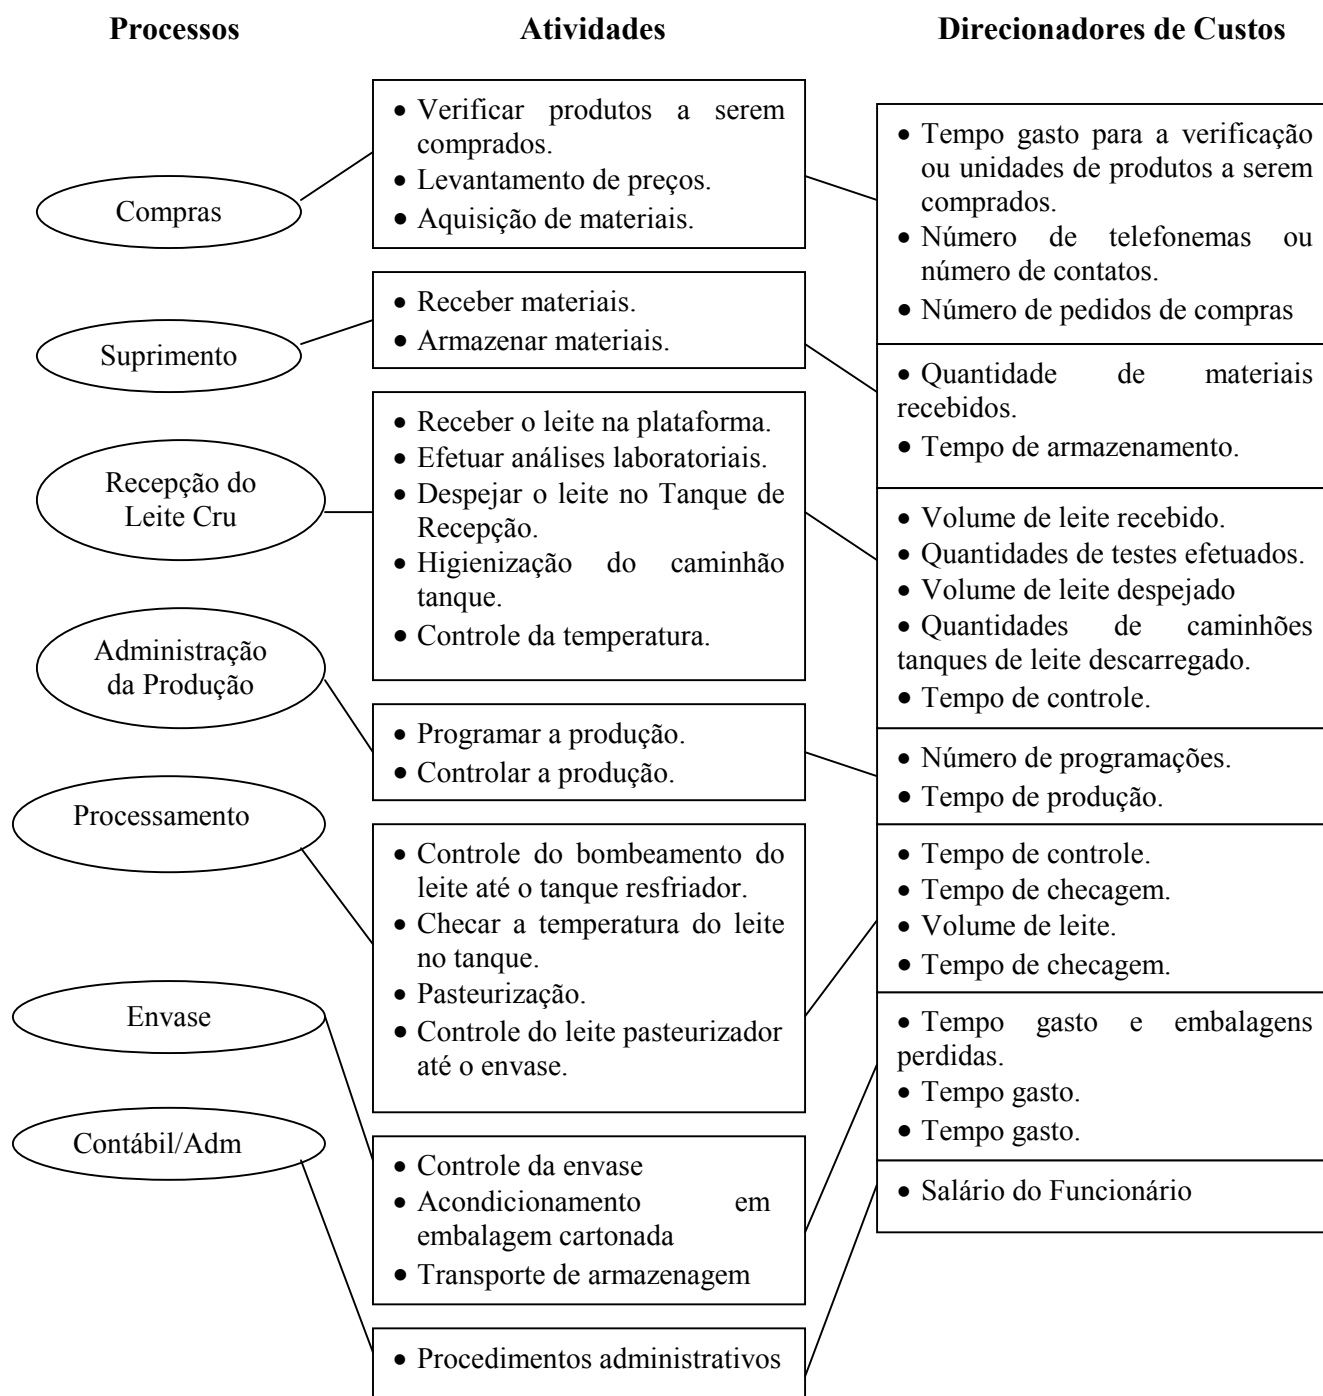 Processos
Atividades
Direcionadores de Custos
Compras
Suprimento
Recepção do
Leite Cru
Administração
da Produção
Processamento
Envase
Contábil/Adm
• Verificar produtos a serem
comprados.
• Levantamento de preços.
• Aquisição de materiais.
• Receber materiais.
• Armazenar materiais.
• Receber o leite na plataforma.
• Efetuar análises laboratoriais.
• Despejar o leite no Tanque de
Recepção.
• Higienização do caminhão
tanque.
• Controle da temperatura.
• Programar a produção.
• Controlar a produção.
• Controle do bombeamento do
leite até o tanque resfriador.
• Checar a temperatura do leite
no tanque.
• Pasteurização.
• Controle do leite pasteurizador
até o envase.
• Controle da envase
• Acondicionamento em
embalagem cartonada
• Transporte de armazenagem
• Procedimentos administrativos
• Tempo gasto para a verificação
ou unidades de produtos a serem
comprados.
• Número de telefonemas ou
número de contatos.
• Número de pedidos de compras
• Quantidade de materiais
recebidos.
• Tempo de armazenamento.
• Volume de leite recebido.
• Quantidades de testes efetuados.
• Volume de leite despejado
• Quantidades de caminhões
tanques de leite descarregado.
• Tempo de controle.
• Número de programações.
• Tempo de produção.
• Tempo de controle.
• Tempo de checagem.
• Volume de leite.
• Tempo de checagem.
• Tempo gasto e embalagens
perdidas.
• Tempo gasto.
• Tempo gasto.
• Salário do Funcionário